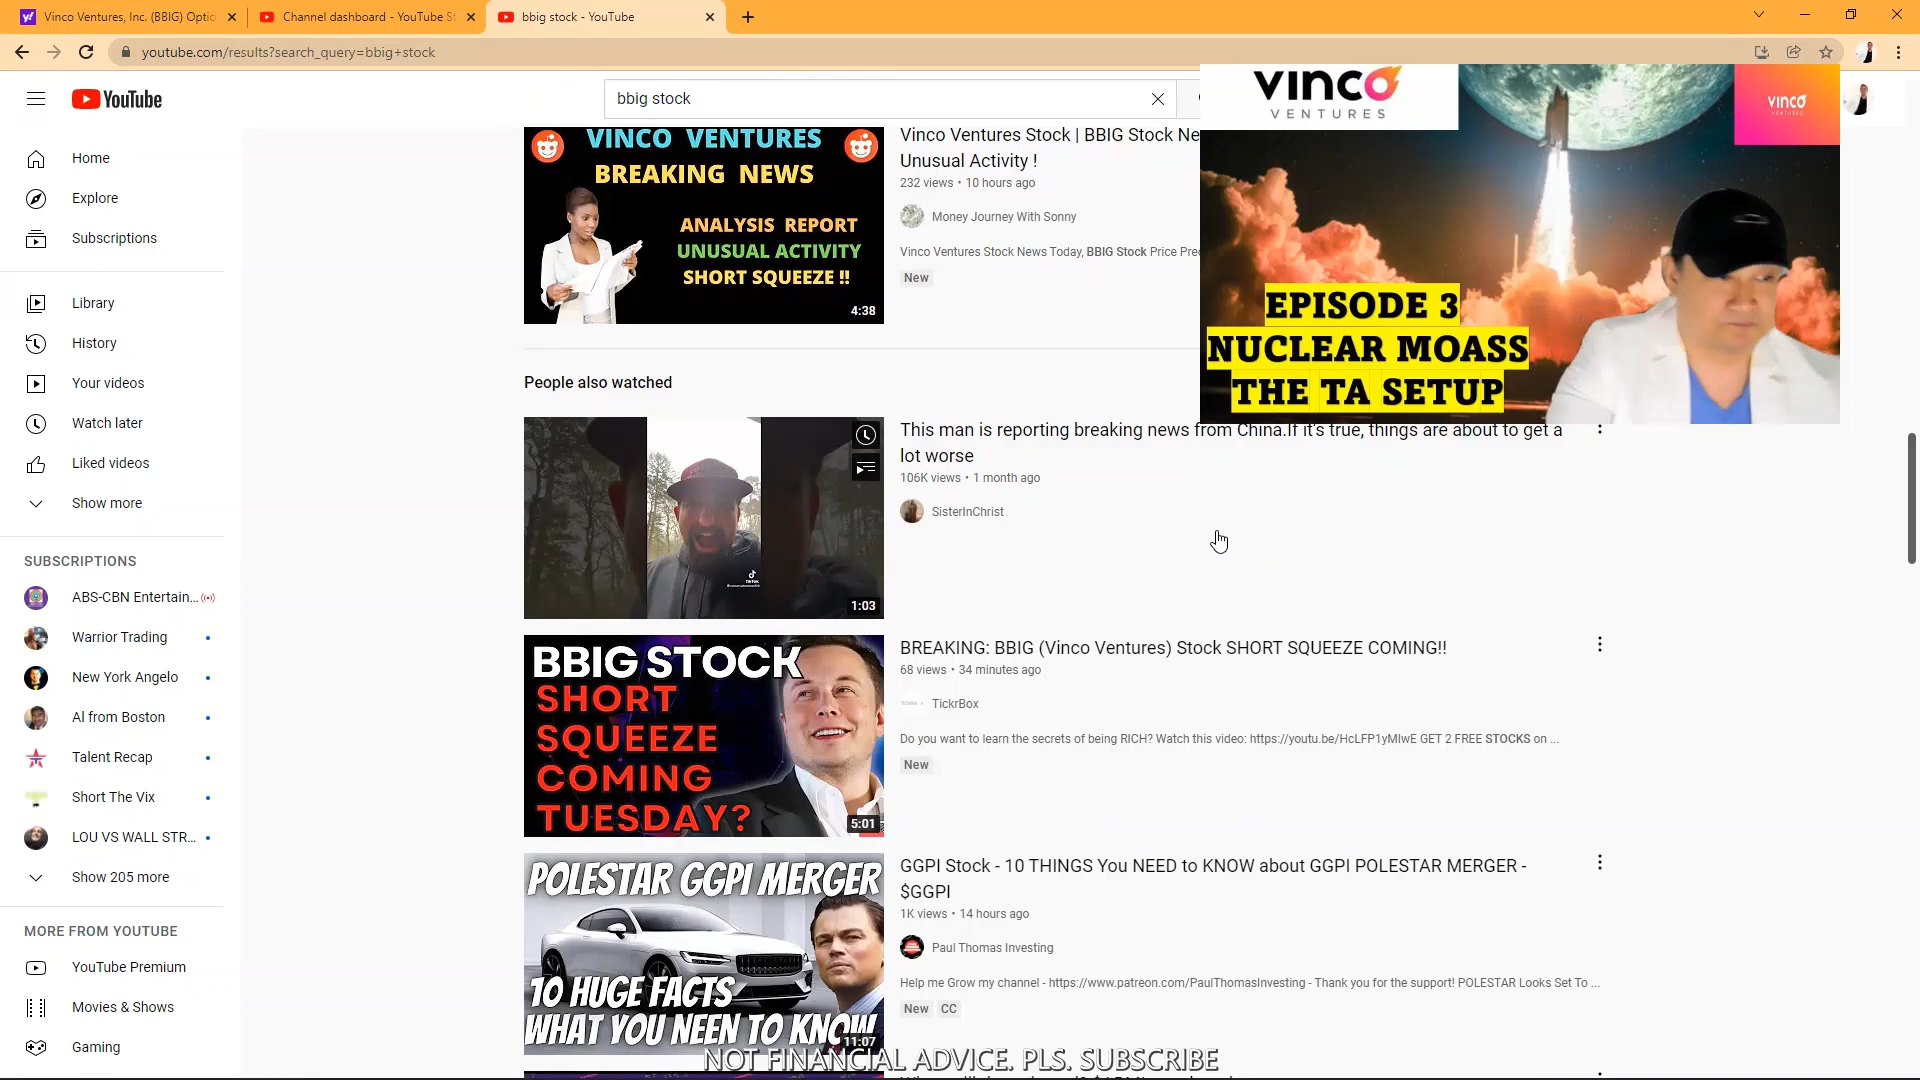 Vinco Ventures, Inc. (BBIG) Optio
Channel dashboard - YouTube St
bbig stock - YouTube
youtube.com/results?search_query=bbig+stock
YouTube
bbig stock
Home
Explore
Subscriptions
Library
History
Your videos
Watch later
Liked videos
Show more
SUBSCRIPTIONS
ABS-CBN Entertain...
Warrior Trading
New York Angelo
Al from Boston
Talent Recap
Short The Vix
LOU VS WALL STR...
Show 205 more
MORE FROM YOUTUBE
YouTube Premium
Movies & Shows
Gaming
VINCO VENTURES
BREAKING NEWS
ANALYSIS REPORT
UNUSUAL ACTIVITY
SHORT SQUEEZE !!
4:38
Vinco Ventures Stock | BBIG Stock Ne
Unusual Activity !
232 views • 10 hours ago
Money Journey With Sonny
Vinco Ventures Stock News Today, BBIG Stock Price Pre
New
VINCO
VENTURES
VINCO
VENTURES
EPISODE 3
NUCLEAR MOASS
THE TA SETUP
People also watched
TikTok
1:03
This man is reporting breaking news from China.If it's true, things are about to get a
lot worse
106K views • 1 month ago
SisterInChrist
BBIG STOCK
SHORT
SQUEEZE
COMING
TUESDAY?
5:01
BREAKING: BBIG (Vinco Ventures) Stock SHORT SQUEEZE COMING!!
68 views • 34 minutes ago
TickrBox
Do you want to learn the secrets of being RICH? Watch this video: https://youtu.be/HcLFP1yMIwE GET 2 FREE STOCKS on ...
New
POLESTAR GGPI MERGER
10 HUGE FACTS
WHAT YOU NEEN TO KNOW
11:07
GGPI Stock - 10 THINGS You NEED to KNOW about GGPI POLESTAR MERGER -
$GGPI
1K views • 14 hours ago
Paul Thomas Investing
Help me Grow my channel - https://www.patreon.com/PaulThomasInvesting - Thank you for the support! POLESTAR Looks Set To ...
New CC
NOT FINANCIAL ADVICE. PLS. SUBSCRIBE